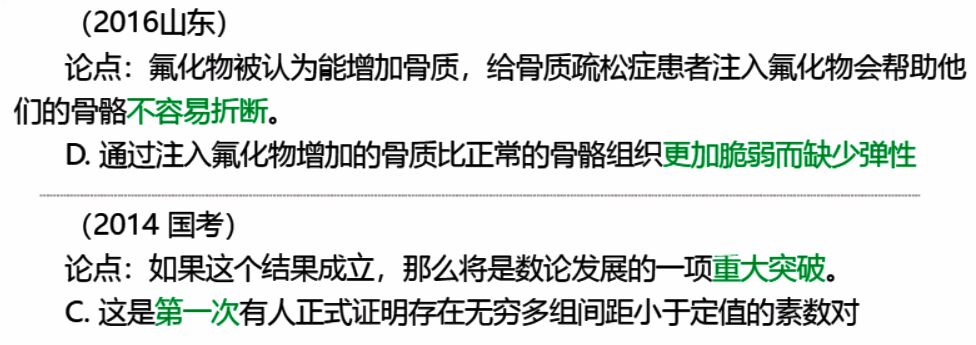 （2016山东）
论点：氟化物被认为能增加骨质，给骨质疏松症患者注入氟化物会帮助他
们的骨骼不容易折断。
D. 通过注入氟化物增加的骨质比正常的骨骼组织更加脆弱而缺少弹性
（2014 国考）
论点：如果这个结果成立，那么将是数论发展的一项重大突破。
C. 这是第一次有人正式证明存在无穷多组间距小于定值的素数对